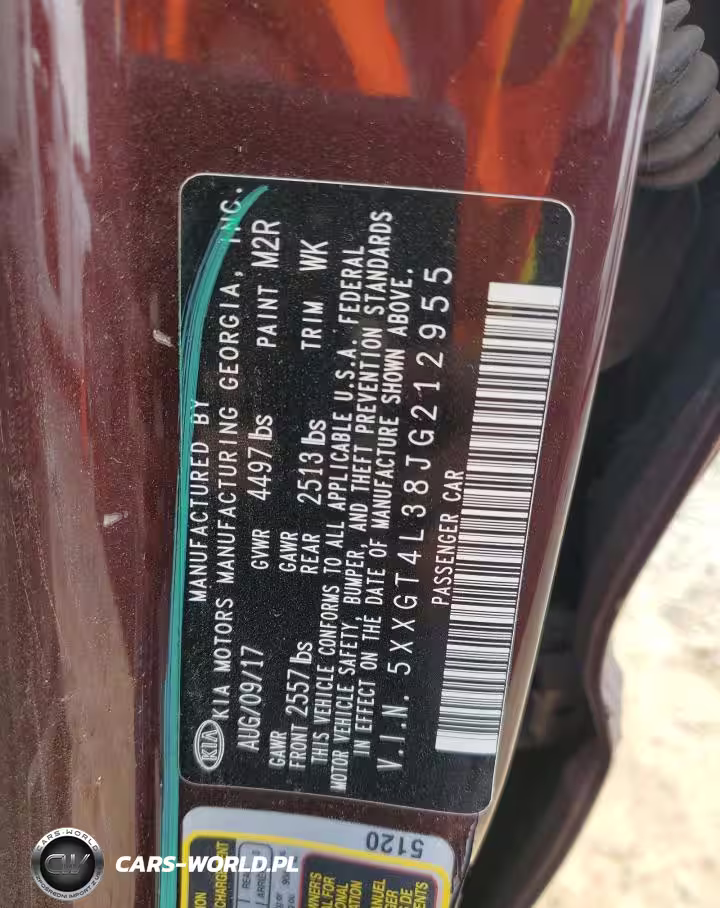 MANUFACTURED BY
KIA MOTORS MANUFACTURING GEORGIA, INC.
KIA
AUG/09/17 GVWR 4497 lbs PAINT M2R
GAWR FRONT 2557 lbs GAWR REAR 2513 lbs TRIM WK
THIS VEHICLE CONFORMS TO ALL APPLICABLE U.S.A. FEDERAL
MOTOR VEHICLE SAFETY, BUMPER, AND THEFT PREVENTION STANDARDS
IN EFFECT ON THE DATE OF MANUFACTURE SHOWN ABOVE.
V.I.N. 5XXGT4L38JG212955
PASSENGER CAR
5120
CARS-WORLD
CW
CARS-WORLD.PL